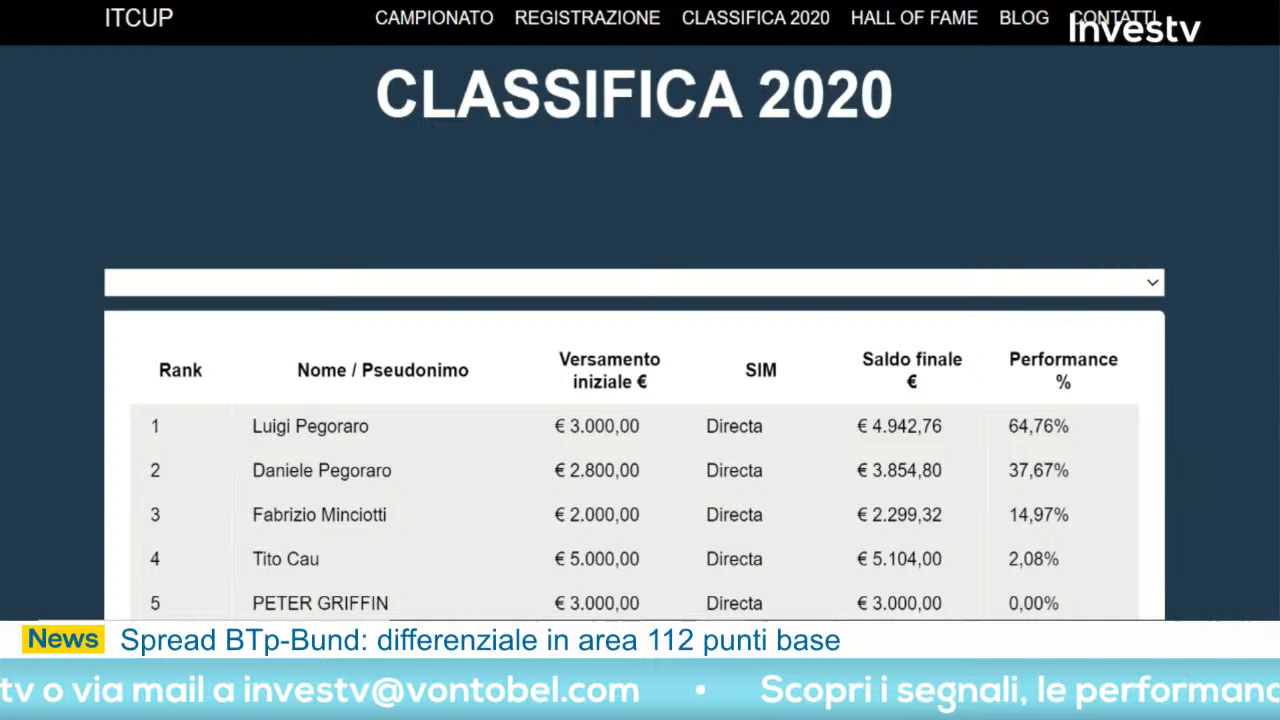 ITCUP CAMPIONATO REGISTRAZIONE CLASSIFICA 2020 HALL OF FAME BLOG CONTATTI
Investv
CLASSIFICA 2020
Rank Nome / Pseudonimo Versamento iniziale € SIM Saldo finale € Performance %
1 Luigi Pegoraro € 3.000,00 Directa € 4.942,76 64,76%
2 Daniele Pegoraro € 2.800,00 Directa € 3.854,80 37,67%
3 Fabrizio Minciotti € 2.000,00 Directa € 2.299,32 14,97%
4 Tito Cau € 5.000,00 Directa € 5.104,00 2,08%
5 PETER GRIFFIN € 3.000,00 Directa € 3.000,00 0,00%
News Spread BTp-Bund: differenziale in area 112 punti base
tv o via mail a investv@vontobel.com • Scopri i segnali, le performanc